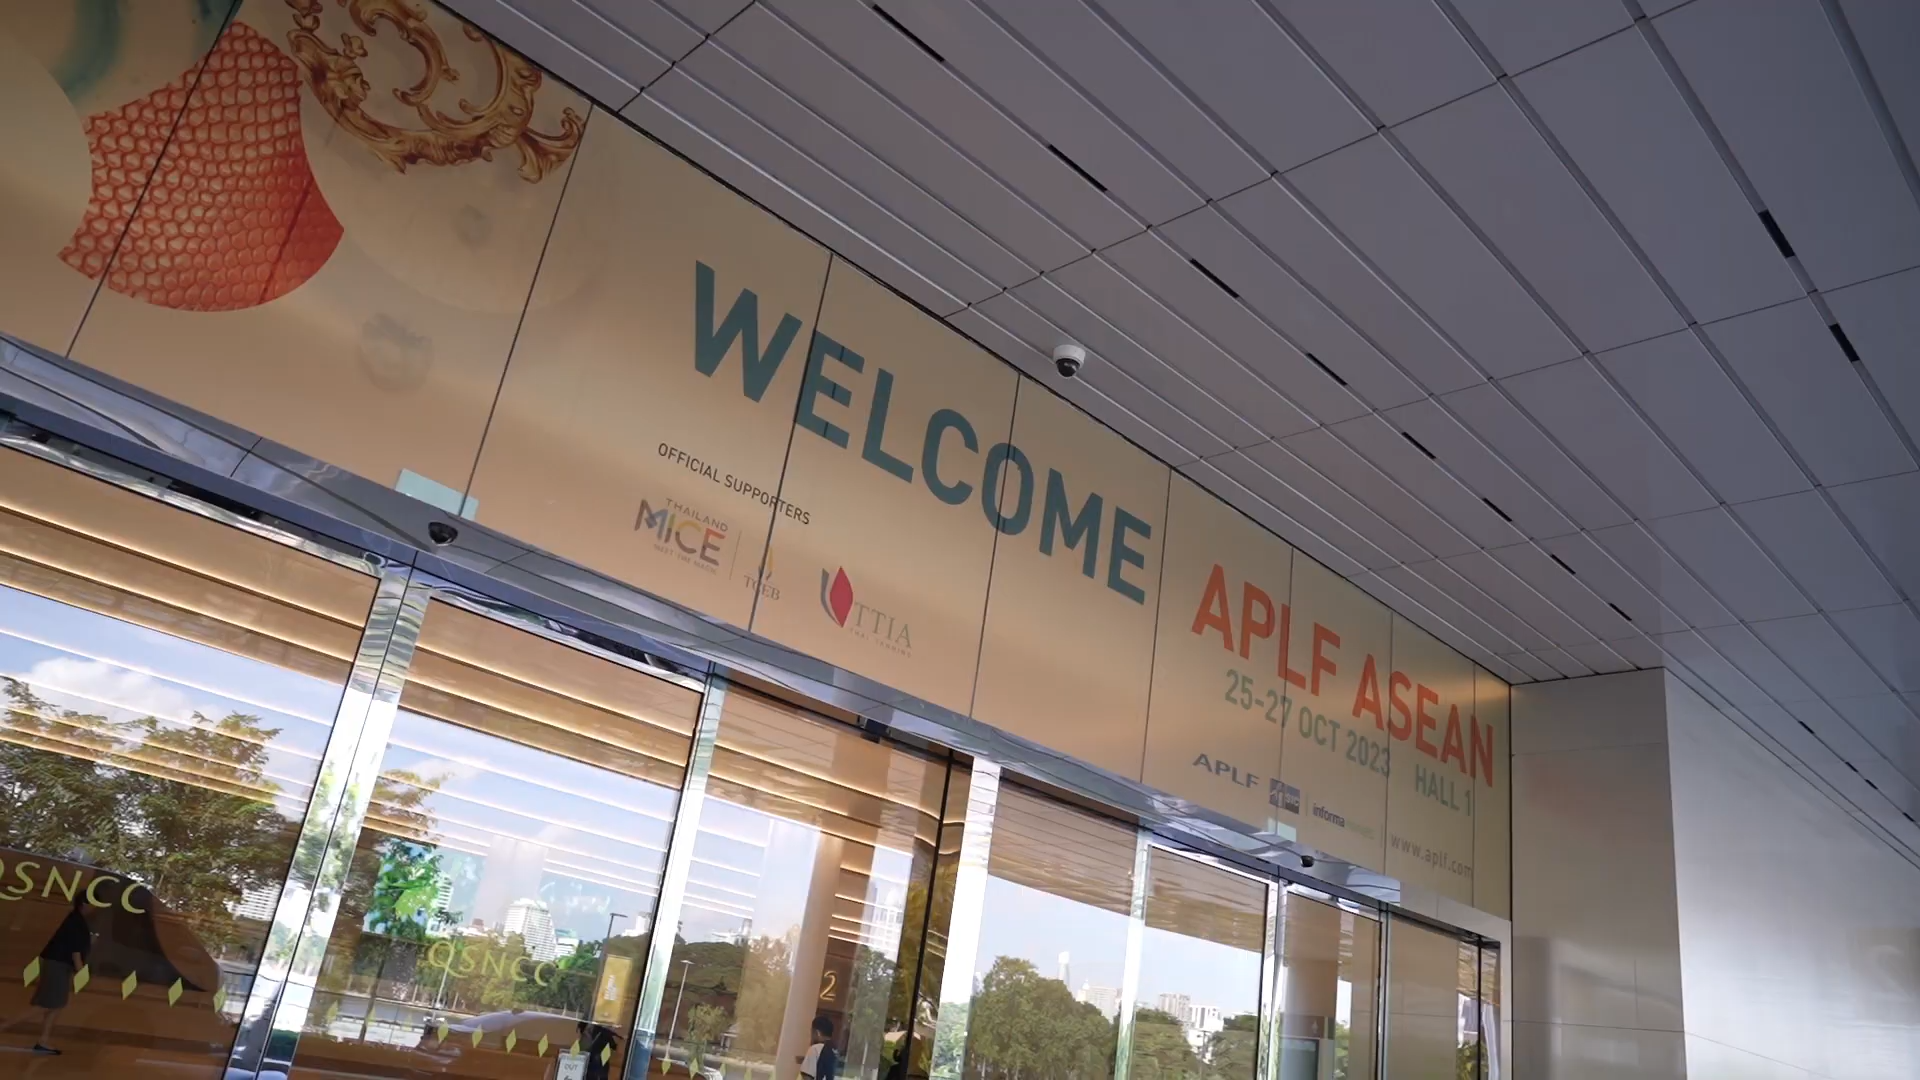 WELCOME
OFFICIAL SUPPORTERS
THAILAND
MICE
MEET THE MAGIC
TCEB
TTIA
APLF ASEAN
25-27 OCT 2023
HALL 1
APLF
informa
www.aplf.com
QSNCC
QSNCC
2
OUT